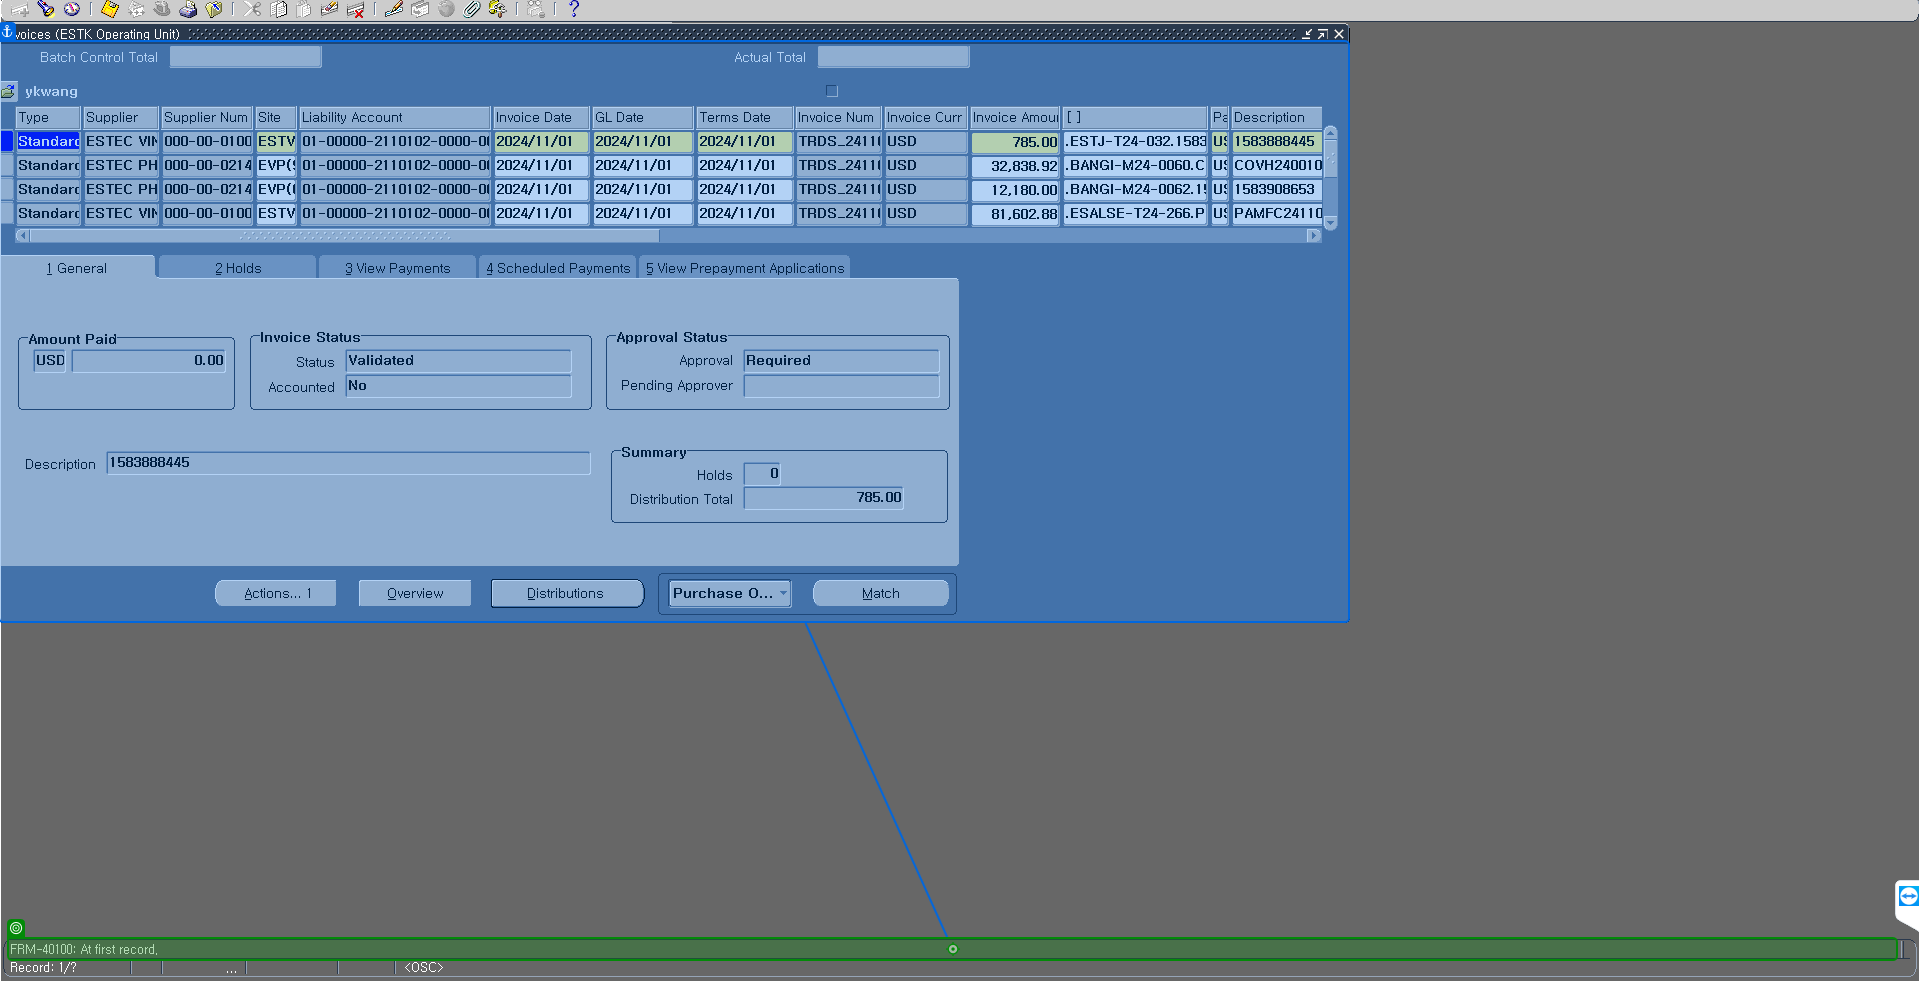 voices (ESTK Operating Unit)
Batch Control Total
Actual Total
ykwang
Type Supplier Supplier Num Site Liability Account Invoice Date GL Date Terms Date Invoice Num Invoice Curr Invoice Amou [ ] Pa Description
Standard ESTEC VIN 000-00-0100 ESTV 01-00000-2110102-0000-0 2024/11/01 2024/11/01 2024/11/01 TRDS_2411 USD 785.00 .ESTJ-T24-032.1583 US 1583888445
Standard ESTEC PH 000-00-0214 EVP( 01-00000-2110102-0000-0 2024/11/01 2024/11/01 2024/11/01 TRDS_2411 USD 32,838.92 .BANGI-M24-0060.C US COVH240010
Standard ESTEC PH 000-00-0214 EVP( 01-00000-2110102-0000-0 2024/11/01 2024/11/01 2024/11/01 TRDS_2411 USD 12,180.00 .BANGI-M24-0062.1 US 1583908653
Standard ESTEC VIN 000-00-0100 ESTV 01-00000-2110102-0000-0 2024/11/01 2024/11/01 2024/11/01 TRDS_2411 USD 81,602.88 .ESALSE-T24-266.P US PAMFC24110
1 General 2 Holds 3 View Payments 4 Scheduled Payments 5 View Prepayment Applications
Amount Paid
USD 0.00
Invoice Status
Status Validated
Accounted No
Approval Status
Approval Required
Pending Approver
Description 1583888445
Summary
Holds 0
Distribution Total 785.00
Actions... 1 Overview Distributions Purchase O... Match
FRM-40100: At first record.
Record: 1/? ... <OSC>